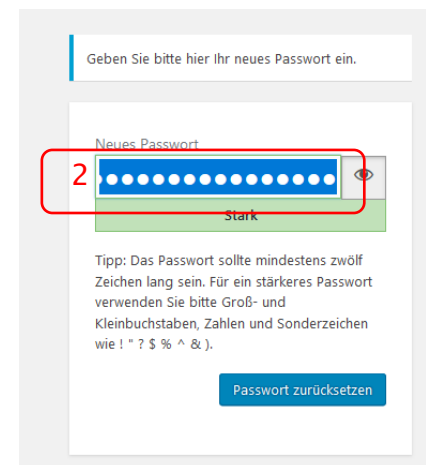 Geben Sie bitte hier Ihr neues Passwort ein.
Neues Passwort
2
Stark
Tipp: Das Passwort sollte mindestens zwölf
Zeichen lang sein. Für ein stärkeres Passwort
verwenden Sie bitte Groß- und
Kleinbuchstaben, Zahlen und Sonderzeichen
wie ! " ? $ % ^ & ).
Passwort zurücksetzen